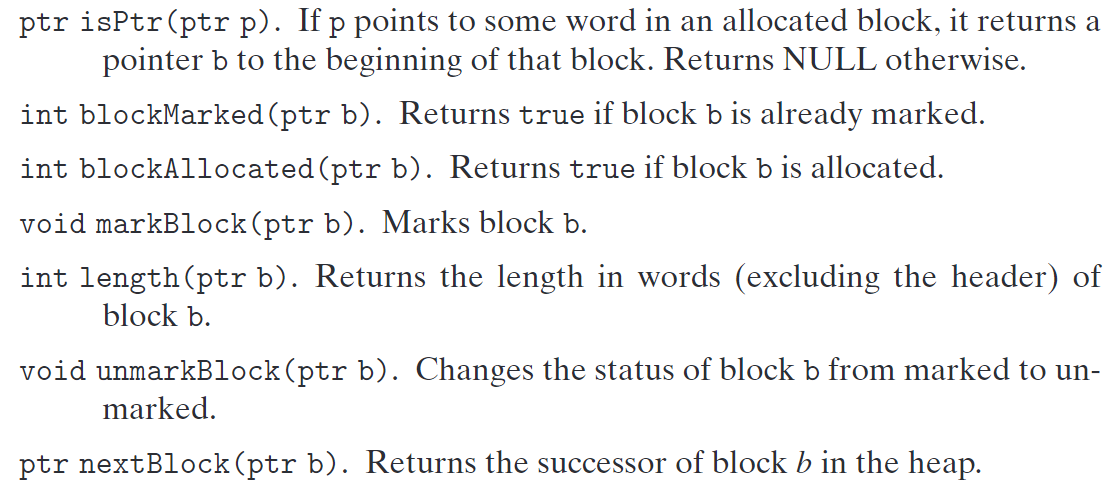 ptr isPtr(ptr p). If p points to some word in an allocated block, it returns a
pointer b to the beginning of that block. Returns NULL otherwise.
int blockMarked(ptr b). Returns true if block b is already marked.
int blockAllocated(ptr b). Returns true if block b is allocated.
void markBlock(ptr b). Marks block b.
int length(ptr b). Returns the length in words (excluding the header) of
block b.
void unmarkBlock(ptr b). Changes the status of block b from marked to un-
marked.
ptr nextBlock(ptr b). Returns the successor of block b in the heap.